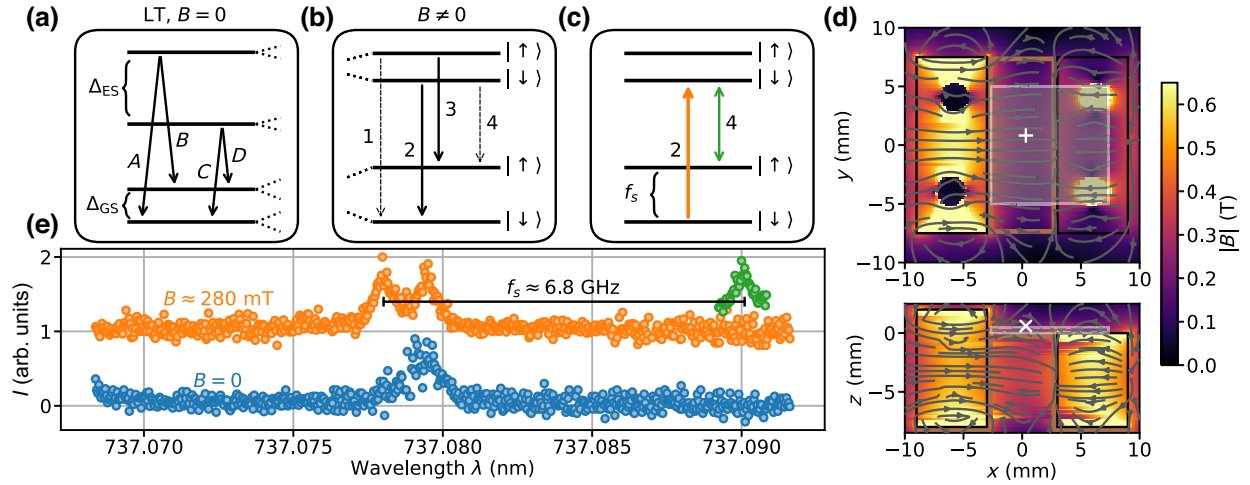 (a) LT, B = 0
Δ_ES
A
B
C
D
Δ_GS
(b) B ≠ 0
|↑⟩
|↓⟩
1
2
3
4
|↑⟩
|↓⟩
(c)
|↑⟩
|↓⟩
2
4
f_s
|↑⟩
|↓⟩
(d)
10
5
0
−5
−10
y (mm)
−10 −5 0 5 10
0
−5
z (mm)
−10 −5 0 5 10
x (mm)
0.6
0.5
0.4
0.3
0.2
0.1
0.0
|B| (T)
(e)
2
1
0
I (arb. units)
B ≈ 280 mT
f_s ≈ 6.8 GHz
B = 0
737.070 737.075 737.080 737.085 737.090
Wavelength λ (nm)